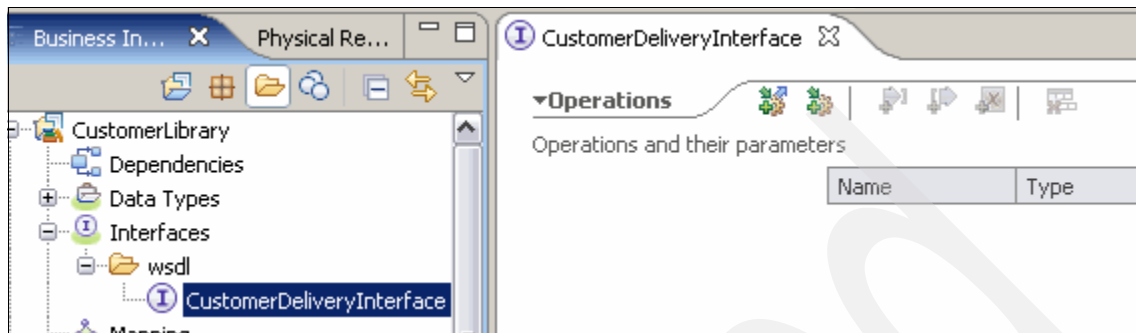 Business In...
Physical Re...
CustomerLibrary
Dependencies
Data Types
Interfaces
wsdl
CustomerDeliveryInterface
Mapping
CustomerDeliveryInterface
Operations
Operations and their parameters
Name
Type